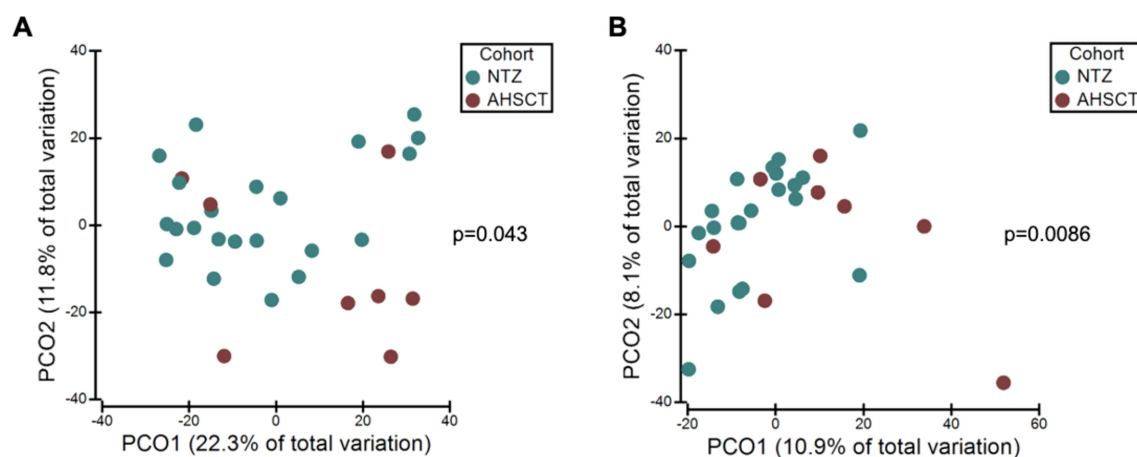 A
40
20
0
-20
-40
-40
-20
0
20
40
PCO2 (11.8% of total variation)
PCO1 (22.3% of total variation)
Cohort
NTZ
AHSCT
p=0.043
B
40
20
0
-20
-40
-20
0
20
40
60
PCO2 (8.1% of total variation)
PCO1 (10.9% of total variation)
Cohort
NTZ
AHSCT
p=0.0086